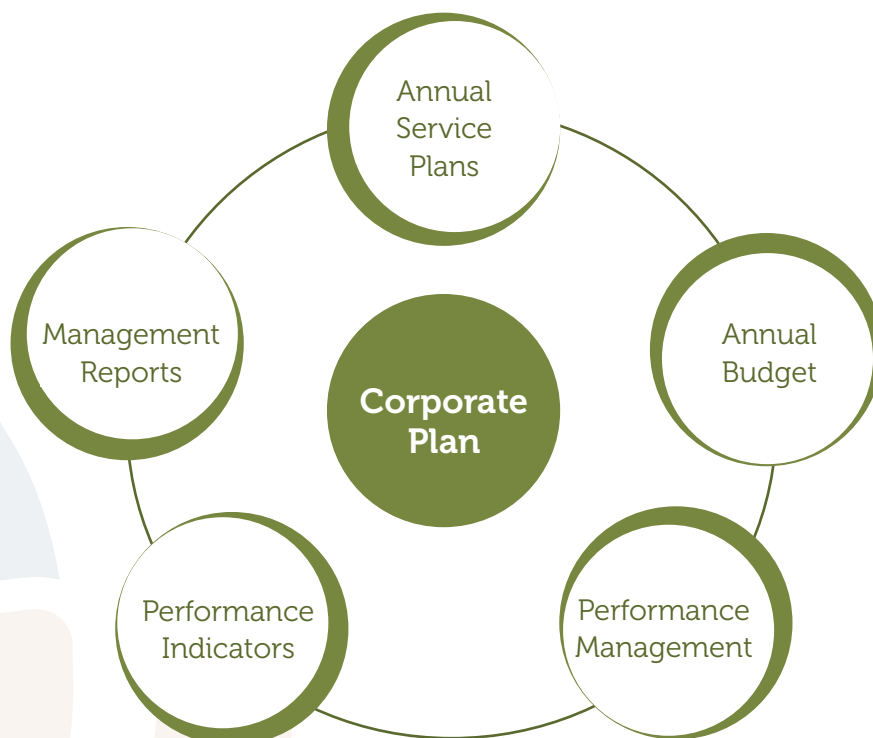 Annual
Service
Plans
Management
Reports
Annual
Budget
Corporate
Plan
Performance
Indicators
Performance
Management